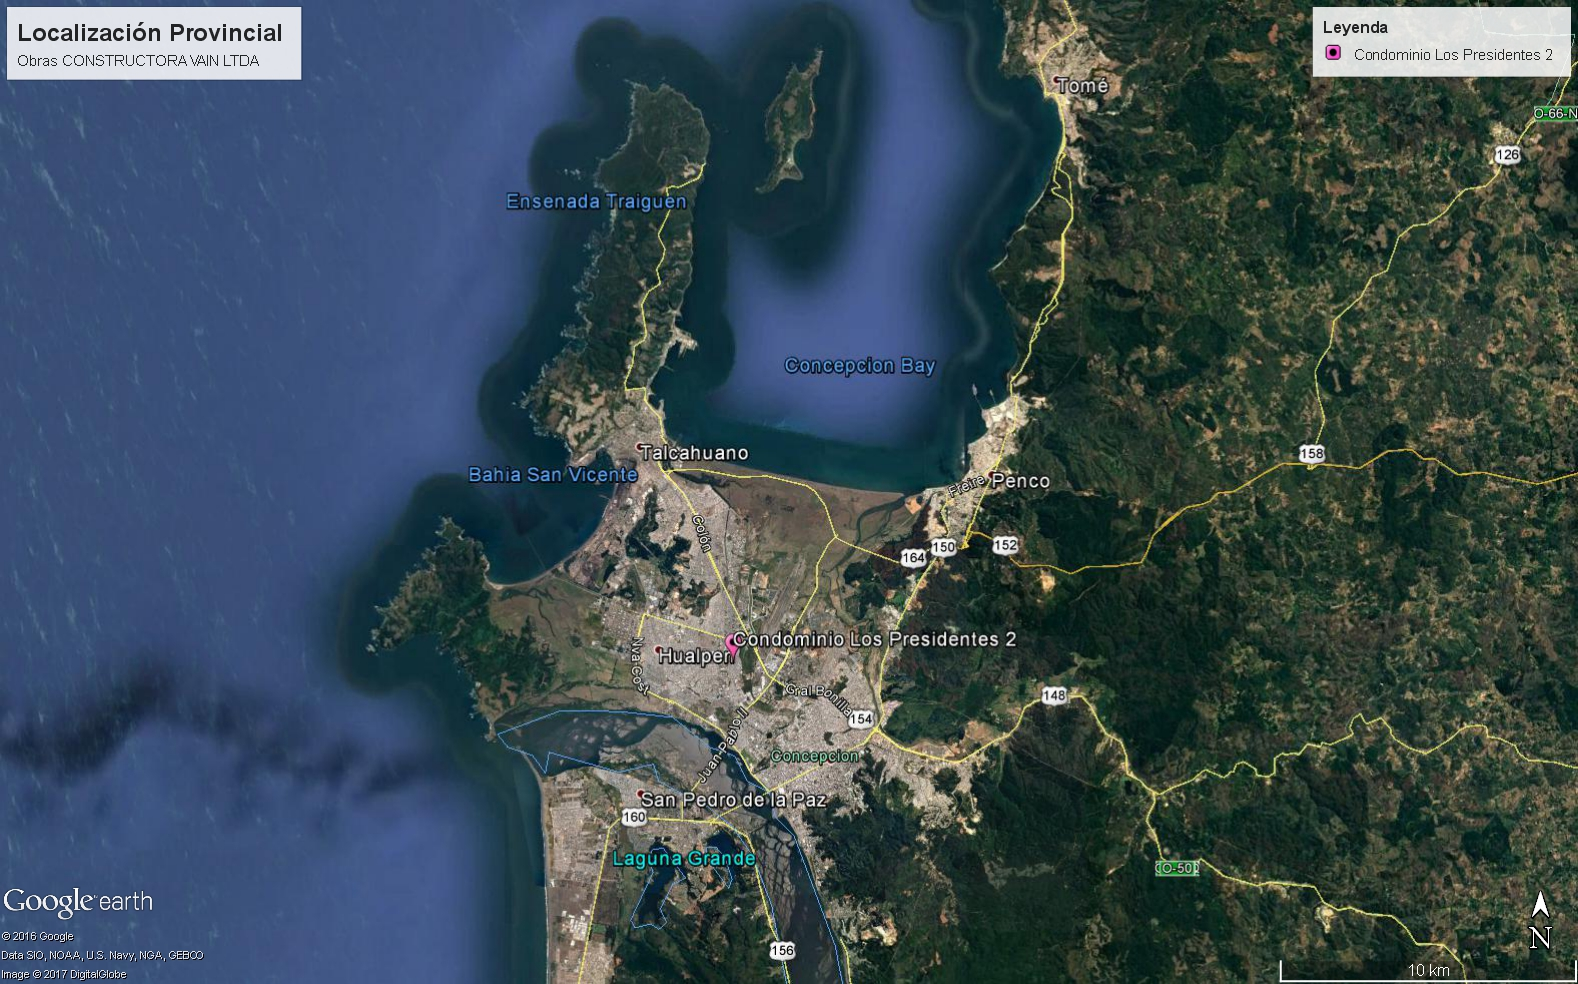 Localización Provincial
Obras CONSTRUCTORA VAIN LTDA
Leyenda
Condominio Los Presidentes 2
Tomé
O-66-N
126
Ensenada Traiguén
Concepcion Bay
Talcahuano
158
Bahia San Vicente
Freire
Penco
Colón
164
150
152
Condominio Los Presidentes 2
Hualpen
Nva Cost
Gral Bonilla
148
154
Juan Pablo II
Concepcion
San Pedro de la Paz
160
Laguna Grande
O-50
Google earth
N
© 2016 Google
156
Data SIO, NOAA, U.S. Navy, NGA, GEBCO
10 km
Image © 2017 DigitalGlobe